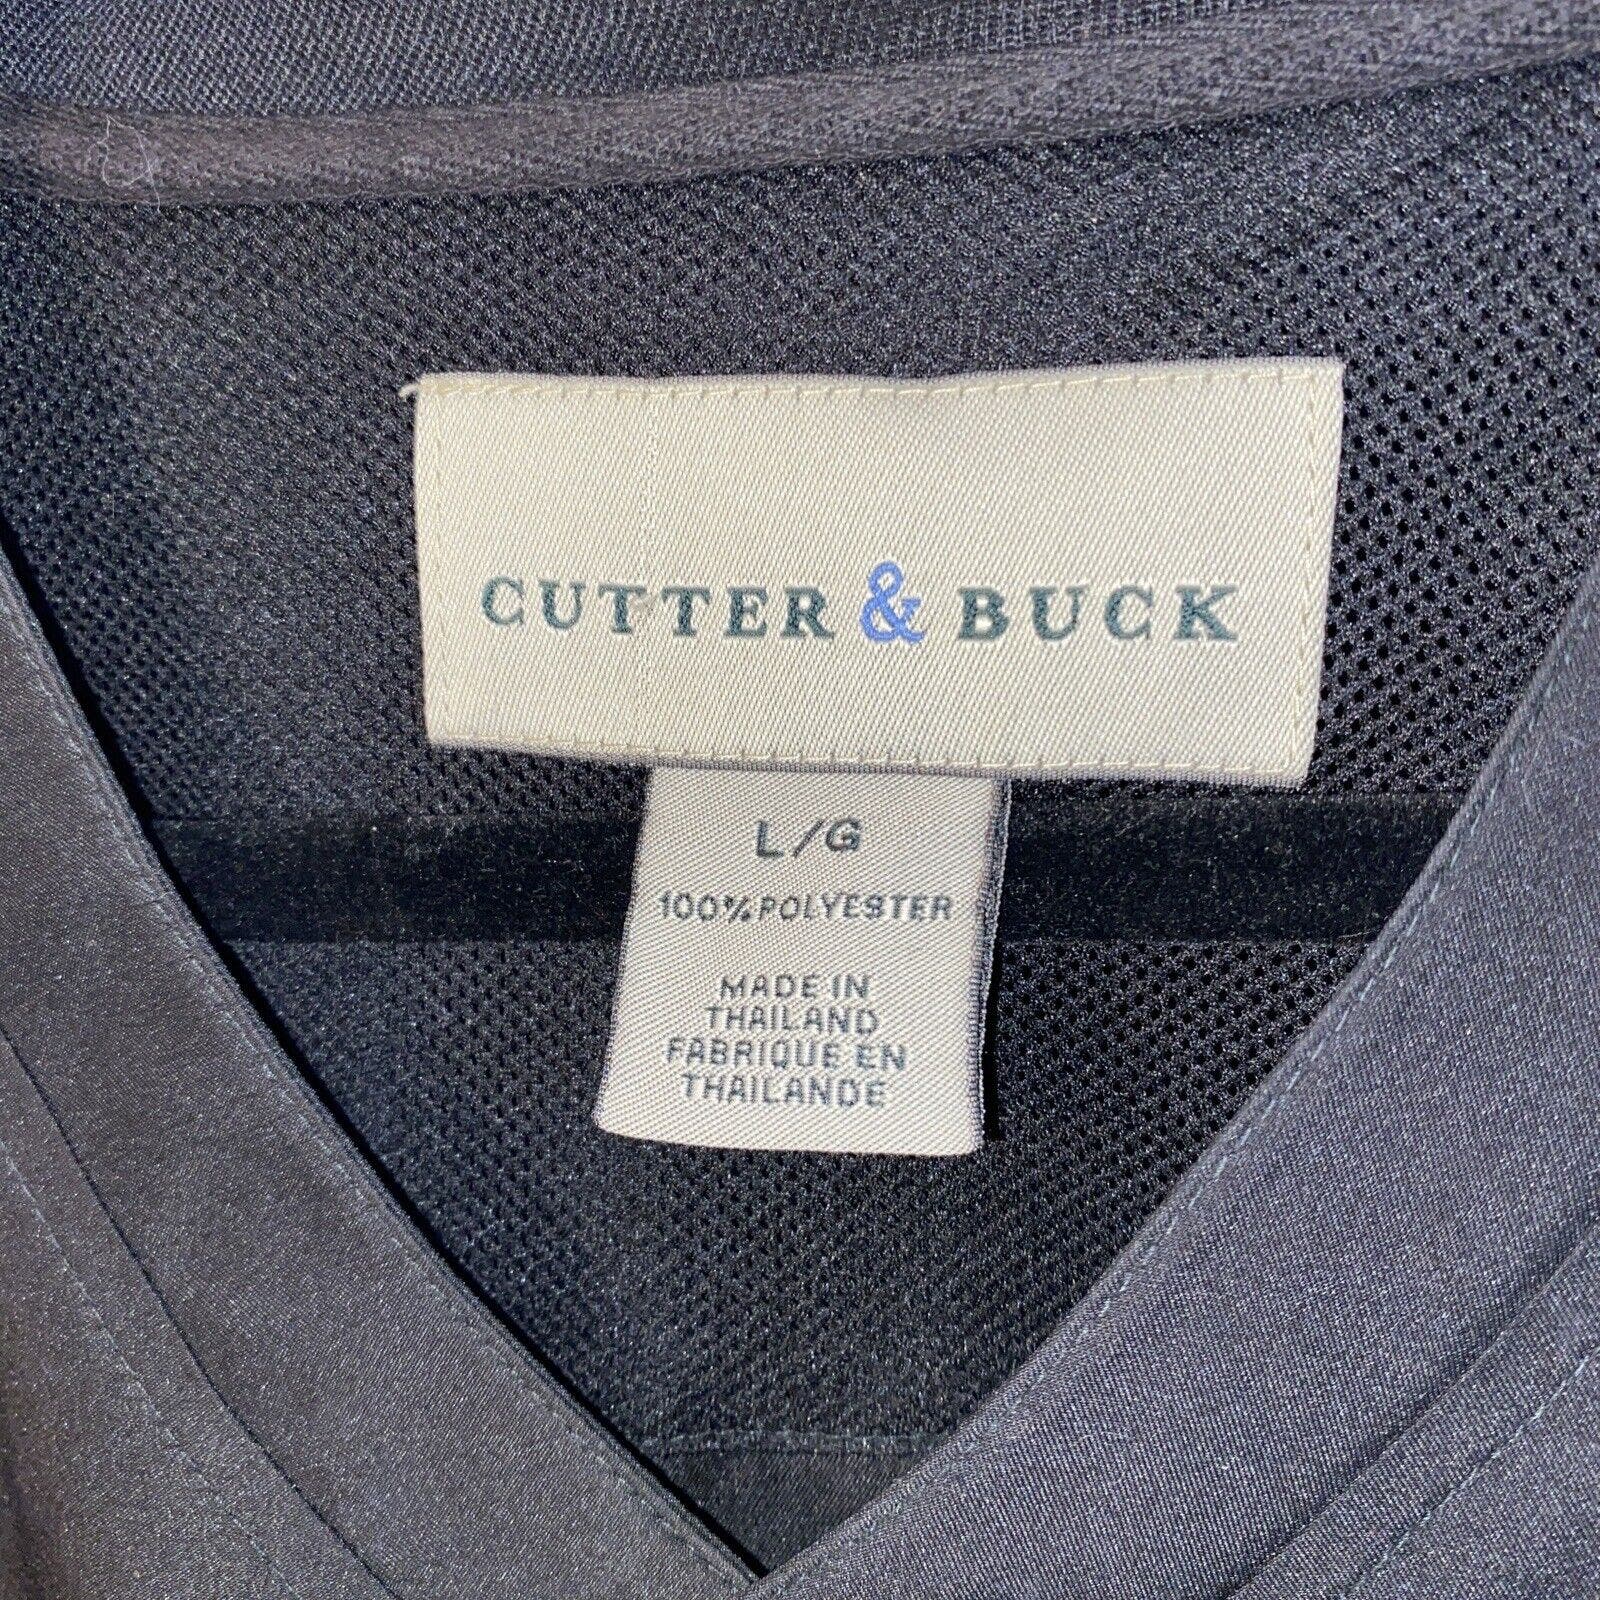 CUTTER & BUCK
L/G
100% POLYESTER
MADE IN
THAILAND
FABRIQUE EN
THAILANDE